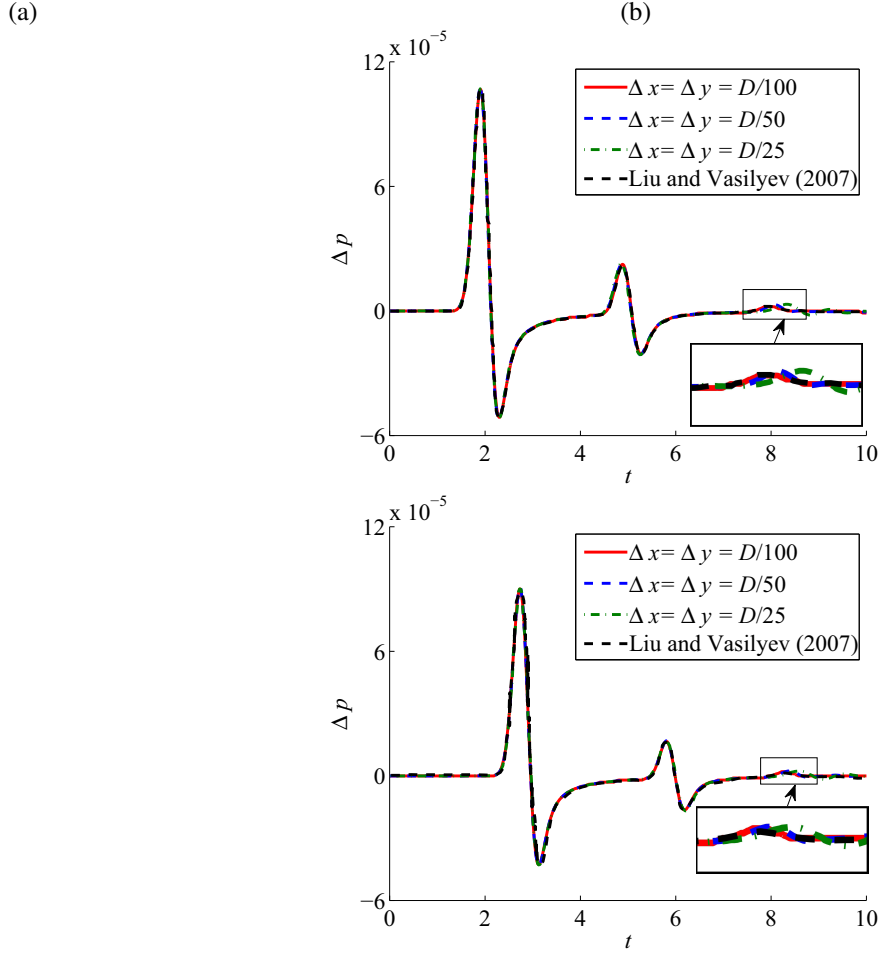 (a)
(b)
x 10−5
12
6
0
−6
Δp
0 2 4 6 8 10
t
Δx=Δy = D/100
Δx=Δy = D/50
Δx=Δy = D/25
Liu and Vasilyev (2007)
x 10−5
12
6
0
−6
Δp
0 2 4 6 8 10
t
Δx=Δy = D/100
Δx=Δy = D/50
Δx=Δy = D/25
Liu and Vasilyev (2007)